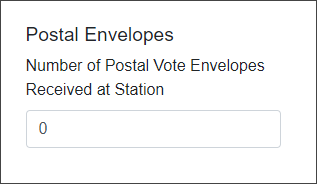 Postal Envelopes
Number of Postal Vote Envelopes
Received at Station
0